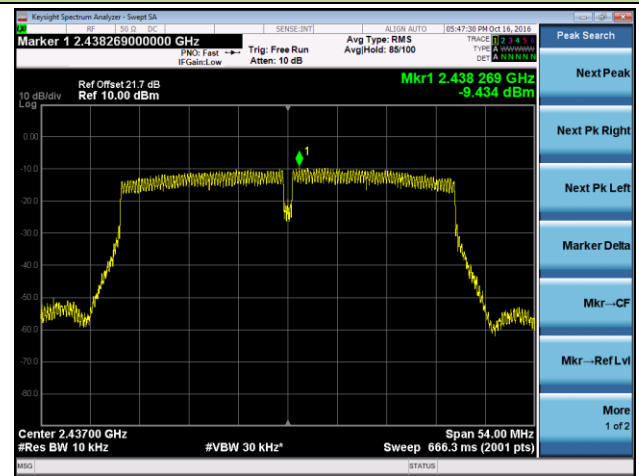 Keysight Spectrum Analyzer - Swept SA
RF 50 Ω DC SENSE:INT ALIGN AUTO 05:47:30 PM Oct 16, 2016
Marker 1 2.438269000000 GHz
PNO: Fast
IFGain:Low
Trig: Free Run
Atten: 10 dB
Avg Type: RMS
Avg|Hold: 85/100
TRACE 1 2 3 4 5 6
TYPE A WWWWW
DET A N N N N N
Peak Search
Ref Offset 21.7 dB
10 dB/div Ref 10.00 dBm
Log
Mkr1 2.438 269 GHz
-9.434 dBm
Next Peak
Next Pk Right
Next Pk Left
Marker Delta
Mkr→CF
Mkr→Ref Lvl
More
1 of 2
1
0.00
-10.0
-20.0
-30.0
-40.0
-50.0
-60.0
-70.0
-80.0
Center 2.43700 GHz
#Res BW 10 kHz
#VBW 30 kHz*
Span 54.00 MHz
Sweep 666.3 ms (2001 pts)
MSG
STATUS